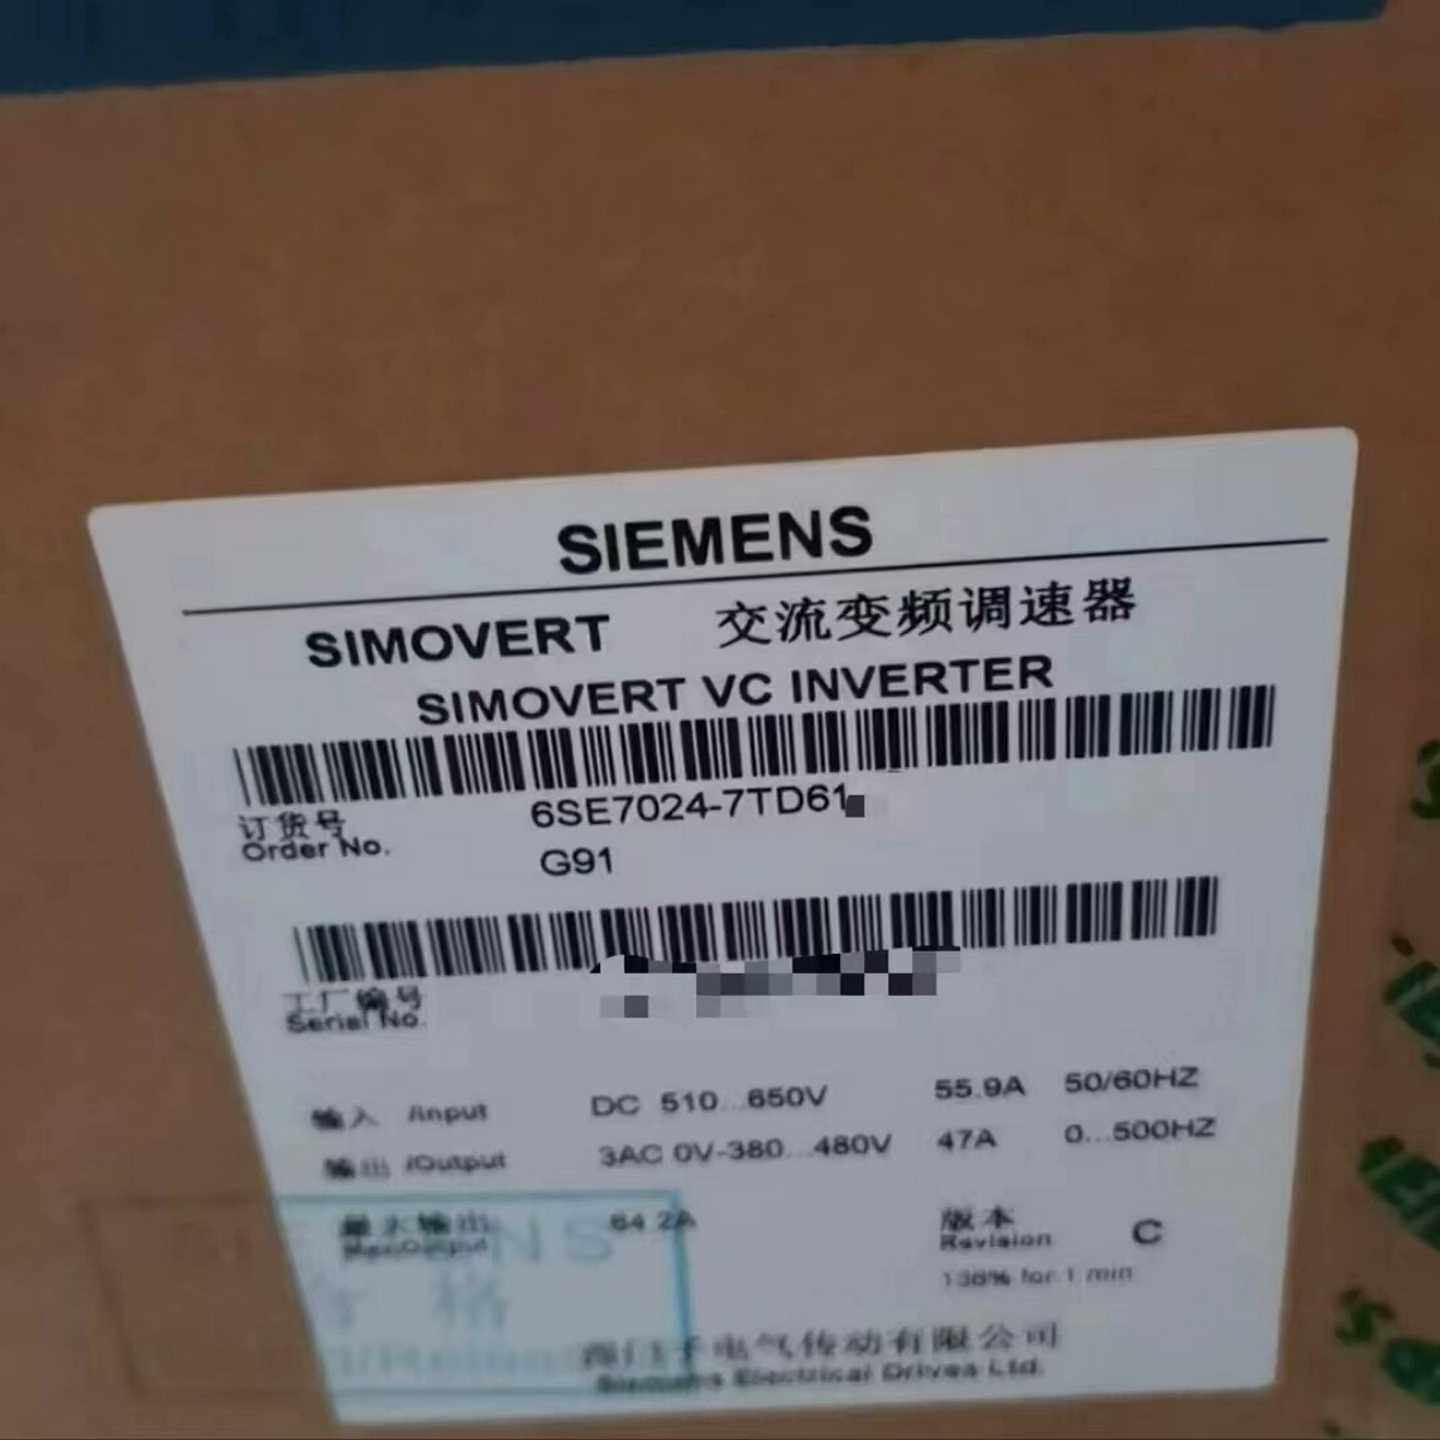 SIEMENS
SIMOVERT 交流变频调速器
SIMOVERT VC INVERTER
订货号 6SE7024-7TD61
Order No.
G91
工厂编号
Serial No.
输入 /Input DC 510...650V 55.9A 50/60HZ
输出 /Output 3AC 0V-380...480V 47A 0...500HZ
最大输出 64.2A 版本 C
Max.Output Revision
136% for 1 min
西门子电气传动有限公司
Siemens Electrical Drives Ltd.
SIEMENS
合格